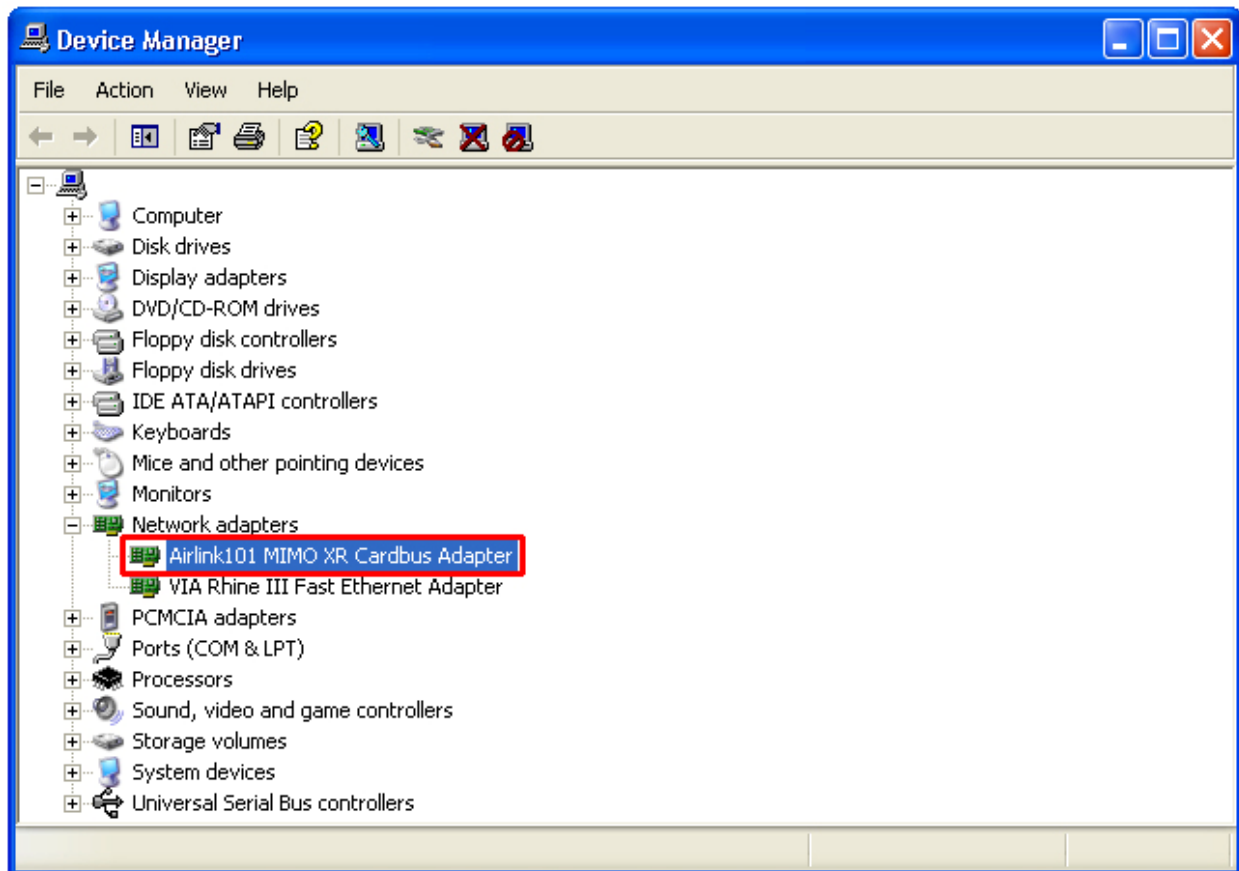 Device Manager
File Action View Help
Computer
Disk drives
Display adapters
DVD/CD-ROM drives
Floppy disk controllers
Floppy disk drives
IDE ATA/ATAPI controllers
Keyboards
Mice and other pointing devices
Monitors
Network adapters
Airlink101 MIMO XR Cardbus Adapter
VIA Rhine III Fast Ethernet Adapter
PCMCIA adapters
Ports (COM & LPT)
Processors
Sound, video and game controllers
Storage volumes
System devices
Universal Serial Bus controllers